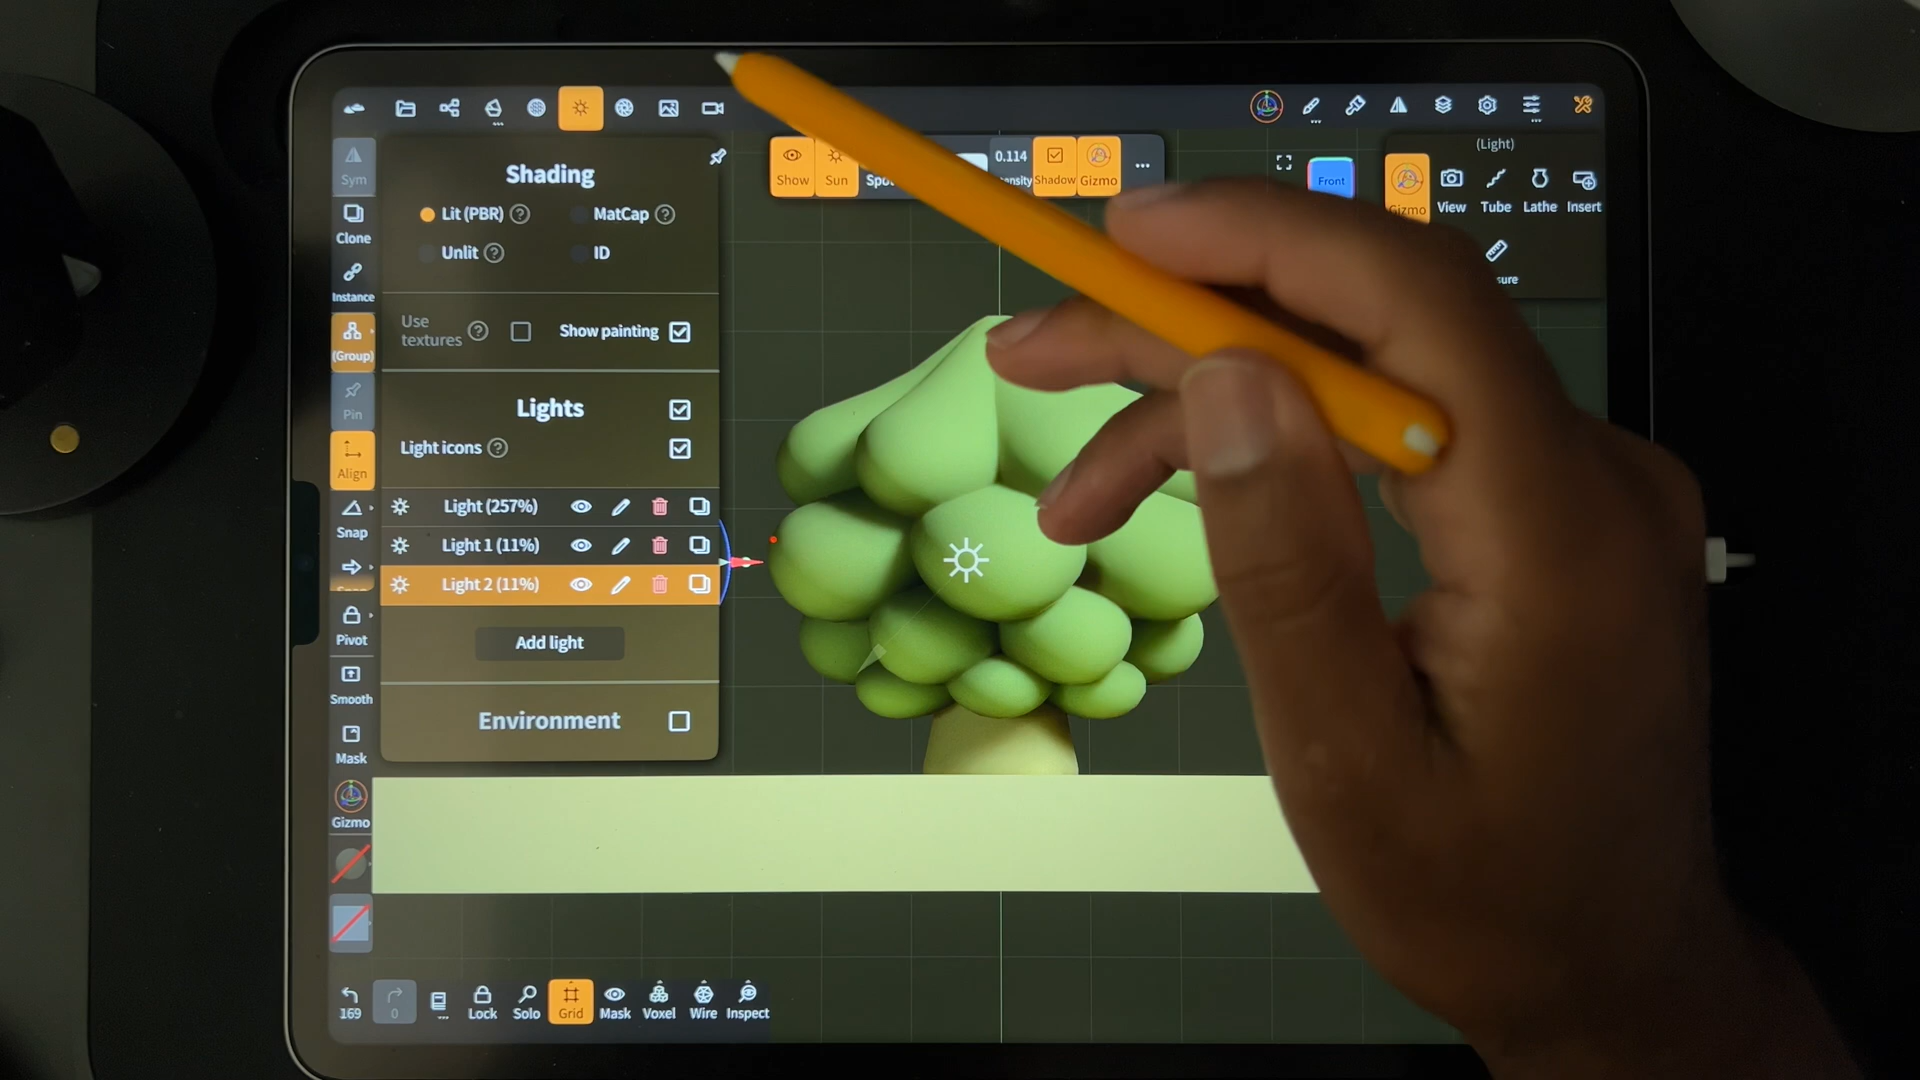 Sym
Clone
Instance
(Group)
Pin
Align
Snap
Pivot
Smooth
Mask
Gizmo
Shading
Lit (PBR) ?
MatCap ?
Unlit ?
ID
Use textures ?
Show painting
Lights
Light icons ?
Light (257%)
Light 1 (11%)
Light 2 (11%)
Add light
Environment
Show
Sun
0.114
Shadow
Gizmo
...
Front
(Light)
Gizmo
View
Tube
Lathe
Insert
169
0
Lock
Solo
Grid
Mask
Voxel
Wire
Inspect